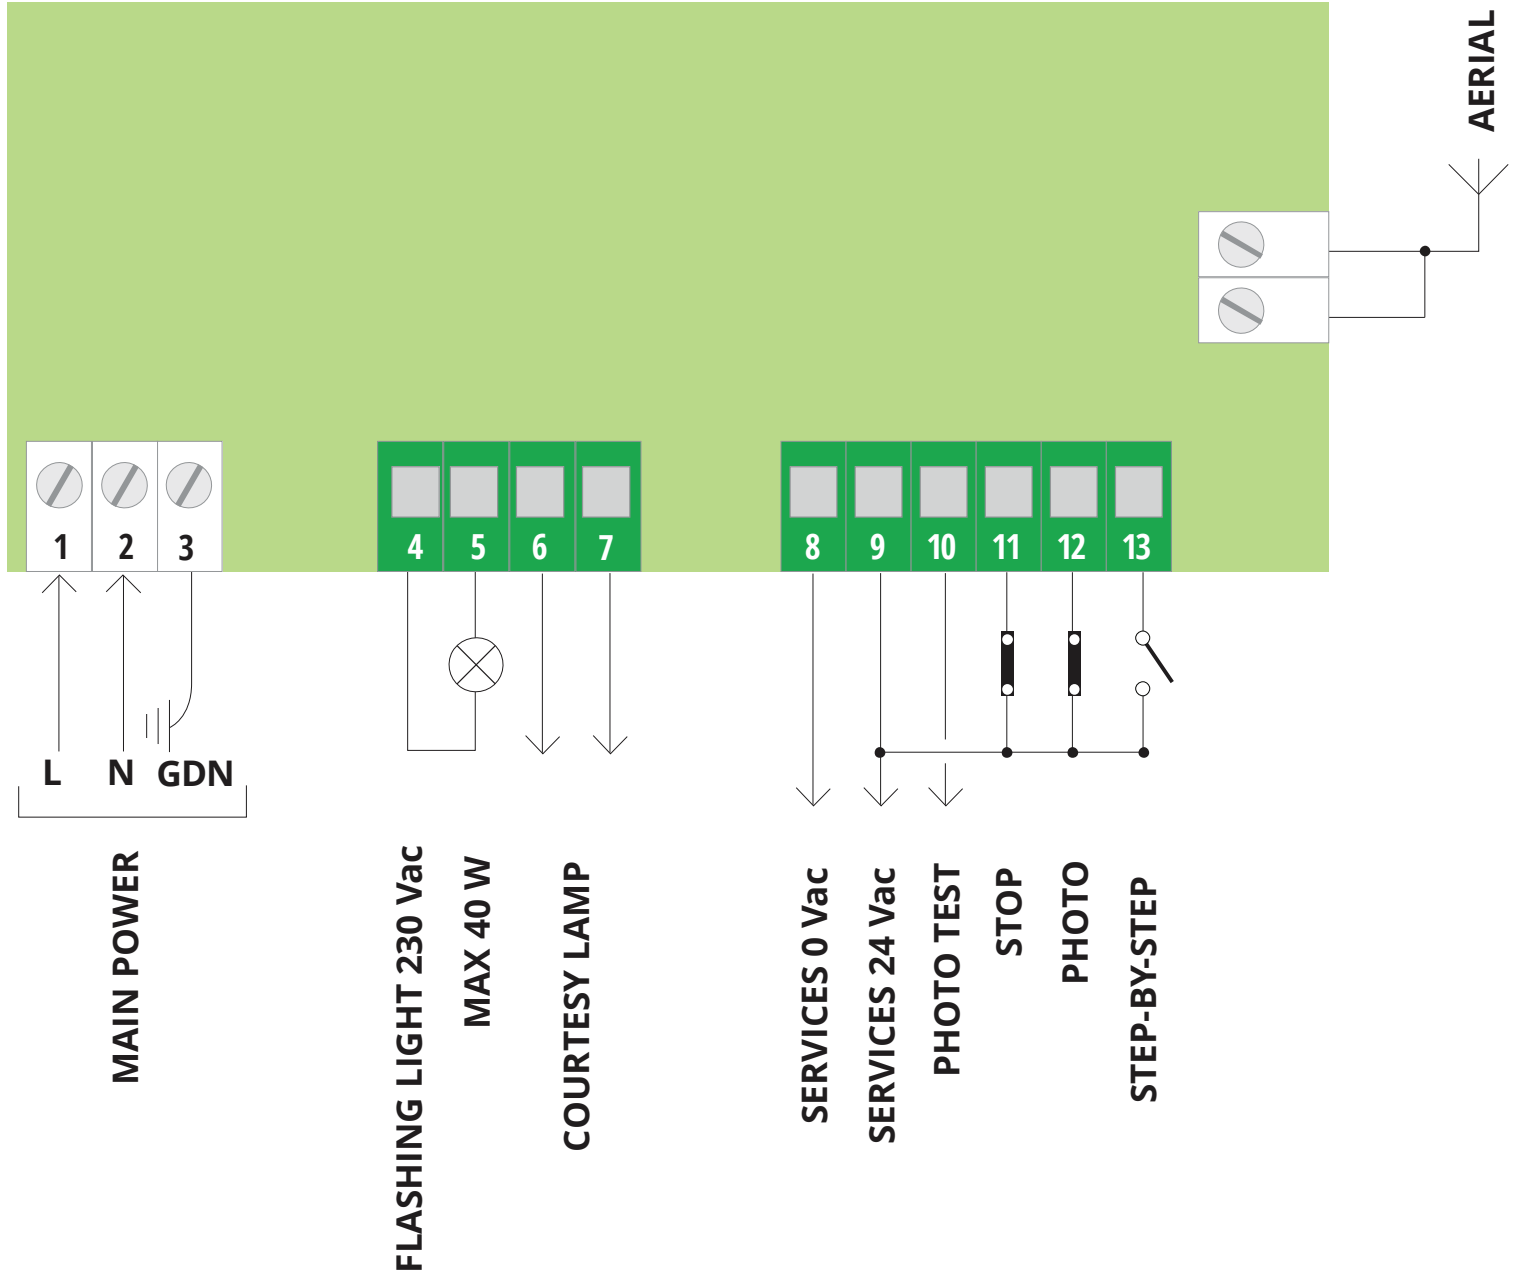 AERIAL
1 2 3
4 5 6 7
8 9 10 11 12 13
L N GDN
MAIN POWER
FLASHING LIGHT 230 Vac
MAX 40 W
COURTESY LAMP
SERVICES 0 Vac
SERVICES 24 Vac
PHOTO TEST
STOP
PHOTO
STEP-BY-STEP